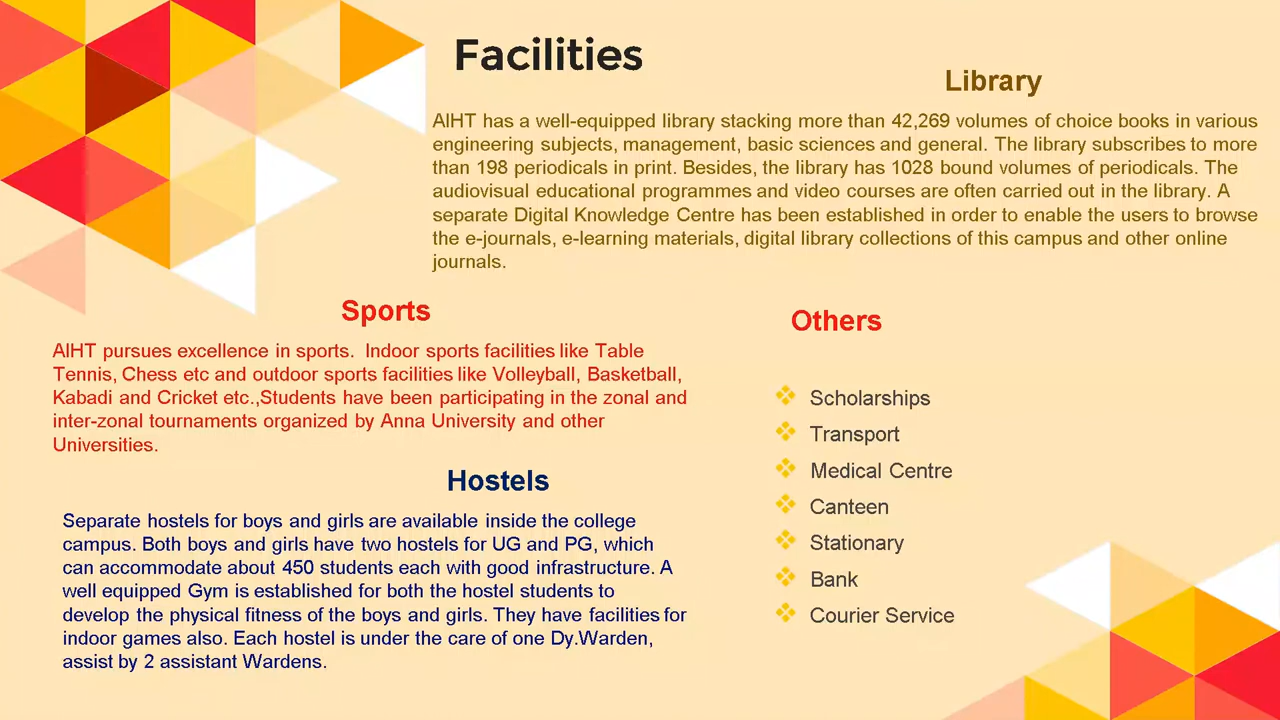 Facilities
Library
AIHT has a well-equipped library stacking more than 42,269 volumes of choice books in various
engineering subjects, management, basic sciences and general. The library subscribes to more
than 198 periodicals in print. Besides, the library has 1028 bound volumes of periodicals. The
audiovisual educational programmes and video courses are often carried out in the library. A
separate Digital Knowledge Centre has been established in order to enable the users to browse
the e-journals, e-learning materials, digital library collections of this campus and other online
journals.
Sports
AIHT pursues excellence in sports.  Indoor sports facilities like Table
Tennis, Chess etc and outdoor sports facilities like Volleyball, Basketball,
Kabadi and Cricket etc.,Students have been participating in the zonal and
inter-zonal tournaments organized by Anna University and other
Universities.
Hostels
Separate hostels for boys and girls are available inside the college
campus. Both boys and girls have two hostels for UG and PG, which
can accommodate about 450 students each with good infrastructure. A
well equipped Gym is established for both the hostel students to
develop the physical fitness of the boys and girls. They have facilities for
indoor games also. Each hostel is under the care of one Dy.Warden,
assist by 2 assistant Wardens.
Others
Scholarships
Transport
Medical Centre
Canteen
Stationary
Bank
Courier Service